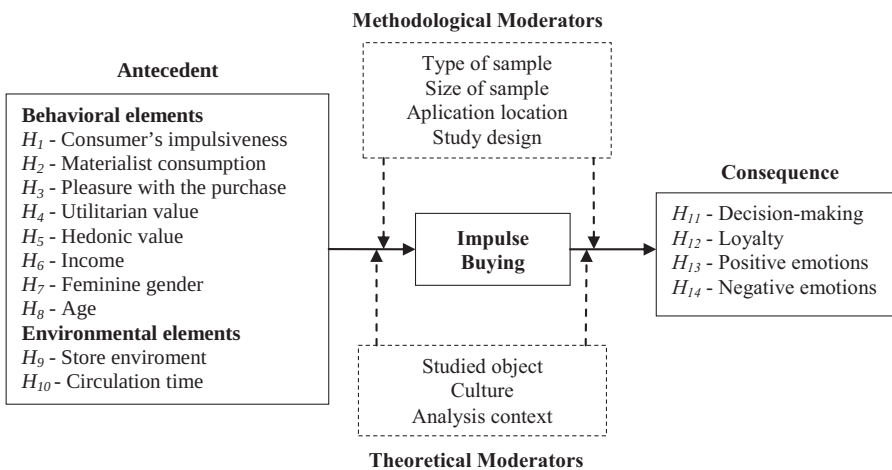 Methodological Moderators
Type of sample
Size of sample
Aplication location
Study design
Antecedent
Behavioral elements
H1 - Consumer's impulsiveness
H2 - Materialist consumption
H3 - Pleasure with the purchase
H4 - Utilitarian value
H5 - Hedonic value
H6 - Income
H7 - Feminine gender
H8 - Age
Environmental elements
H9 - Store enviroment
H10 - Circulation time
Impulse
Buying
Consequence
H11 - Decision-making
H12 - Loyalty
H13 - Positive emotions
H14 - Negative emotions
Studied object
Culture
Analysis context
Theoretical Moderators